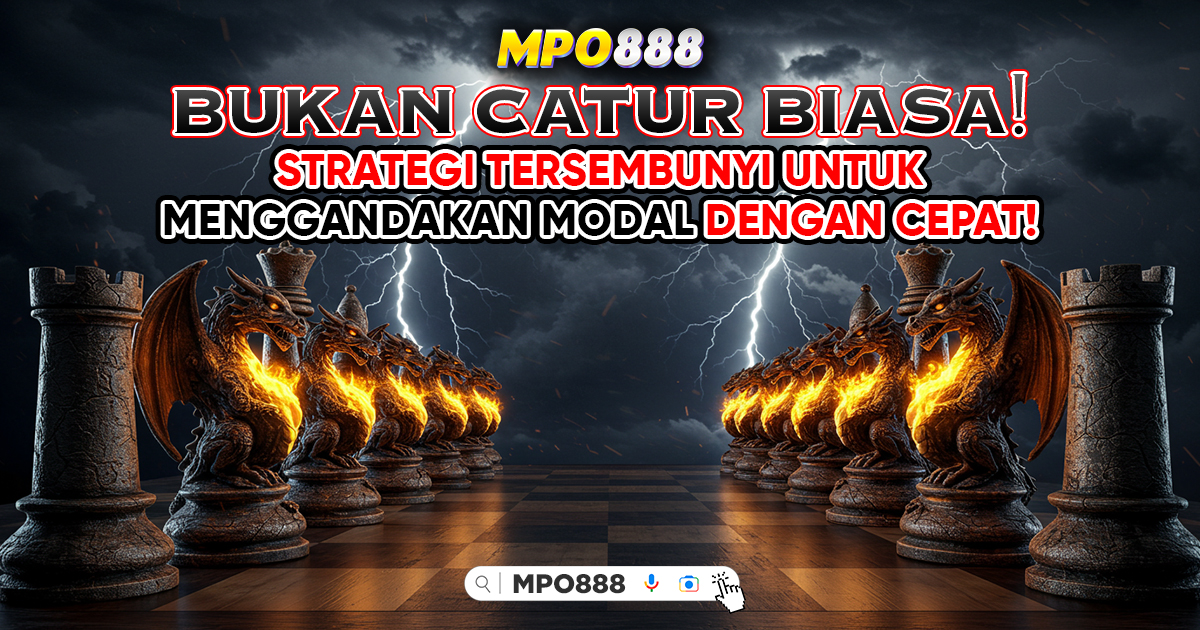 MPO888
BUKAN CATUR BIASA!
STRATEGI TERSEMBUNYI UNTUK
MENGGANDAKAN MODAL DENGAN CEPAT!
MPO888